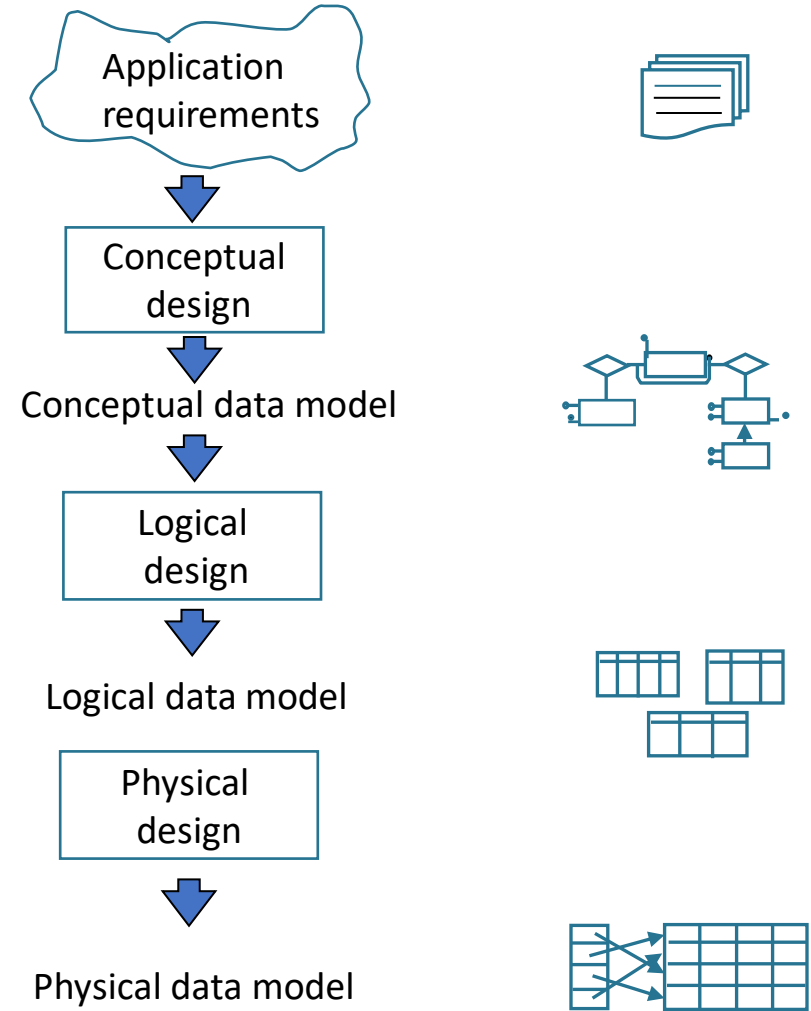 Application
requirements
Conceptual
design
Conceptual data model
Logical
design
Logical data model
Physical
design
Physical data model